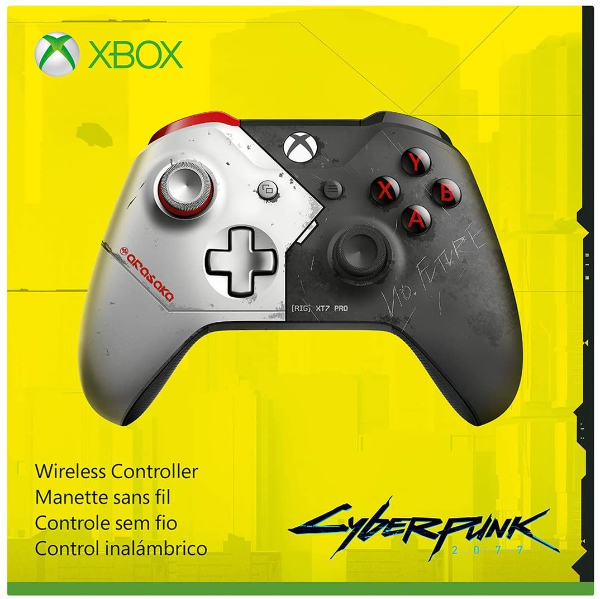 XBOX
Y
X
B
A
arasaka
No. FUTURE
[RIG] XT7 PRO
Wireless Controller
Manette sans fil
Controle sem fio
Control inalámbrico
CYBERPUNK
2077